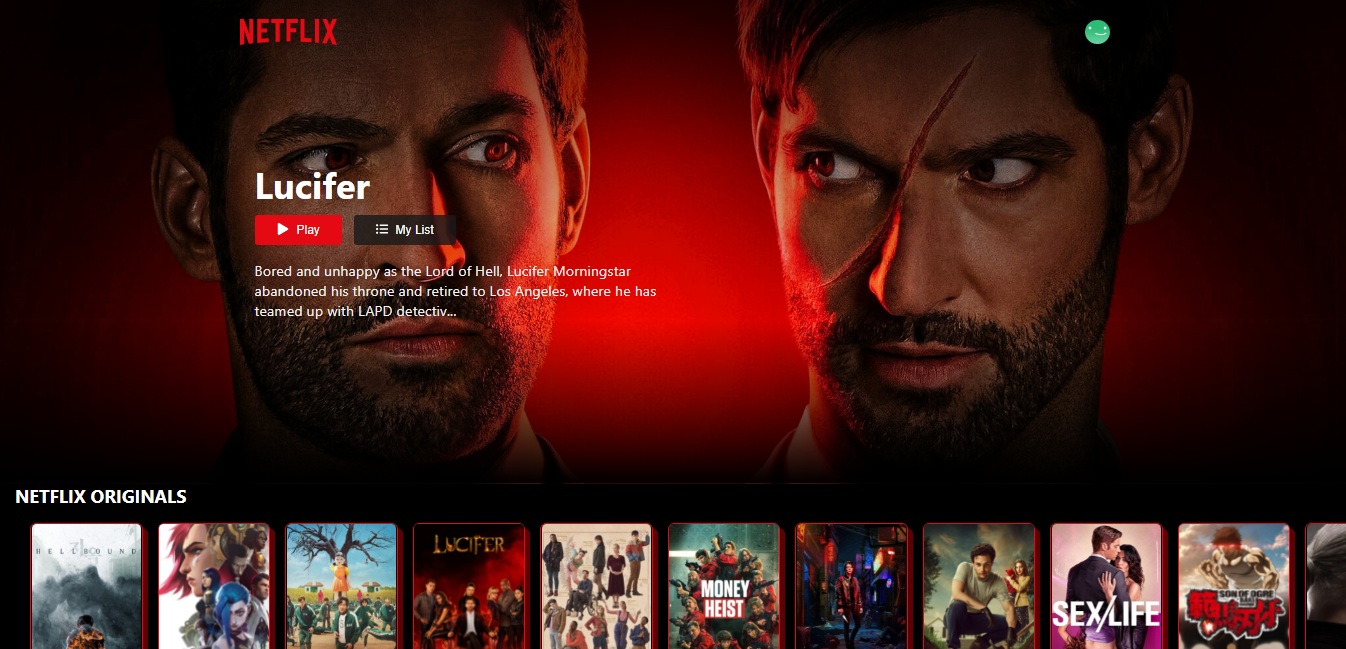 NETFLIX
Lucifer
Play
My List
Bored and unhappy as the Lord of Hell, Lucifer Morningstar
abandoned his throne and retired to Los Angeles, where he has
teamed up with LAPD detectiv...
NETFLIX ORIGINALS
HELLBOUND
LUCIFER
MONEY
HEIST
SEX/LIFE
SON OF OGRE